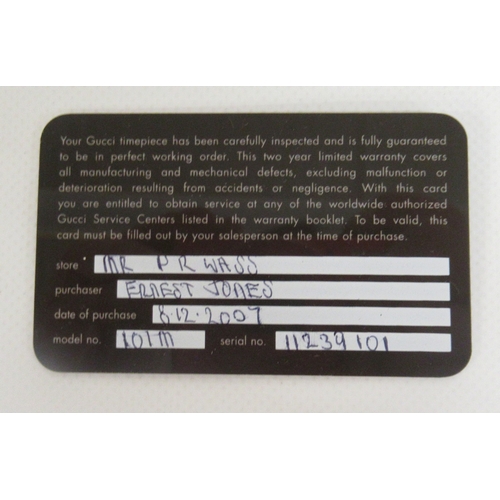 Your Gucci timepiece has been carefully inspected and is fully guaranteed
to be in perfect working order. This two year limited warranty covers
all manufacturing and mechanical defects, excluding malfunction or
deterioration resulting from accidents or negligence. With this card
you are entitled to obtain service at any of the worldwide authorized
Gucci Service Centers listed in the warranty booklet. To be valid, this
card must be filled out by your salesperson at the time of purchase.
store MR P R WASS
purchaser ERNEST JONES
date of purchase 8.12.2007
model no. 101M serial no. 11239101